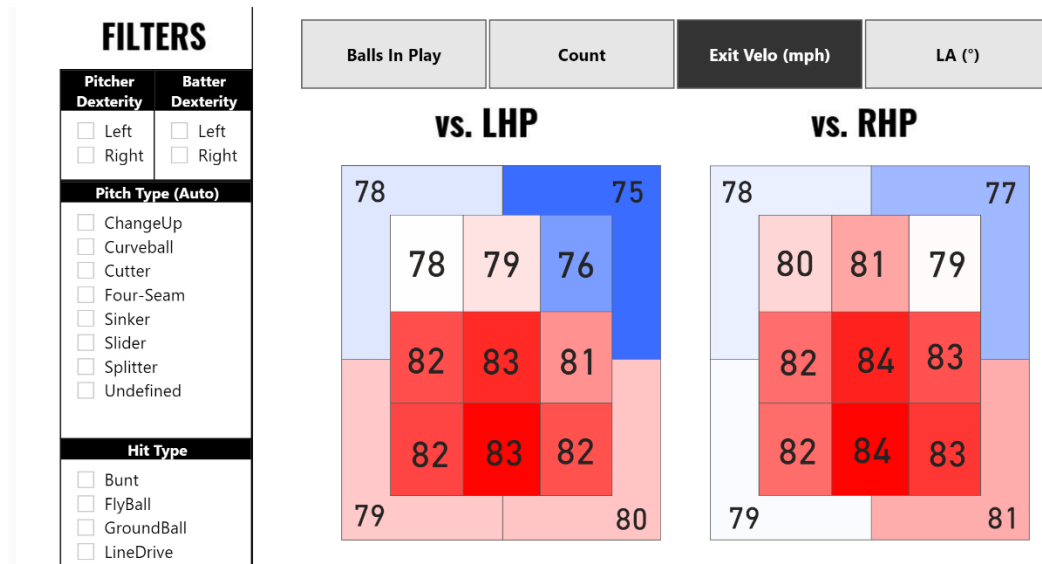 FILTERS
Pitcher Dexterity
Batter Dexterity
Left
Right
Left
Right
Pitch Type (Auto)
ChangeUp
Curveball
Cutter
Four-Seam
Sinker
Slider
Splitter
Undefined
Hit Type
Bunt
FlyBall
GroundBall
LineDrive
Balls In Play
Count
Exit Velo (mph)
LA (°)
vs. LHP
78 75
78 79 76
82 83 81
82 83 82
79 80
vs. RHP
78 77
80 81 79
82 84 83
82 84 83
79 81